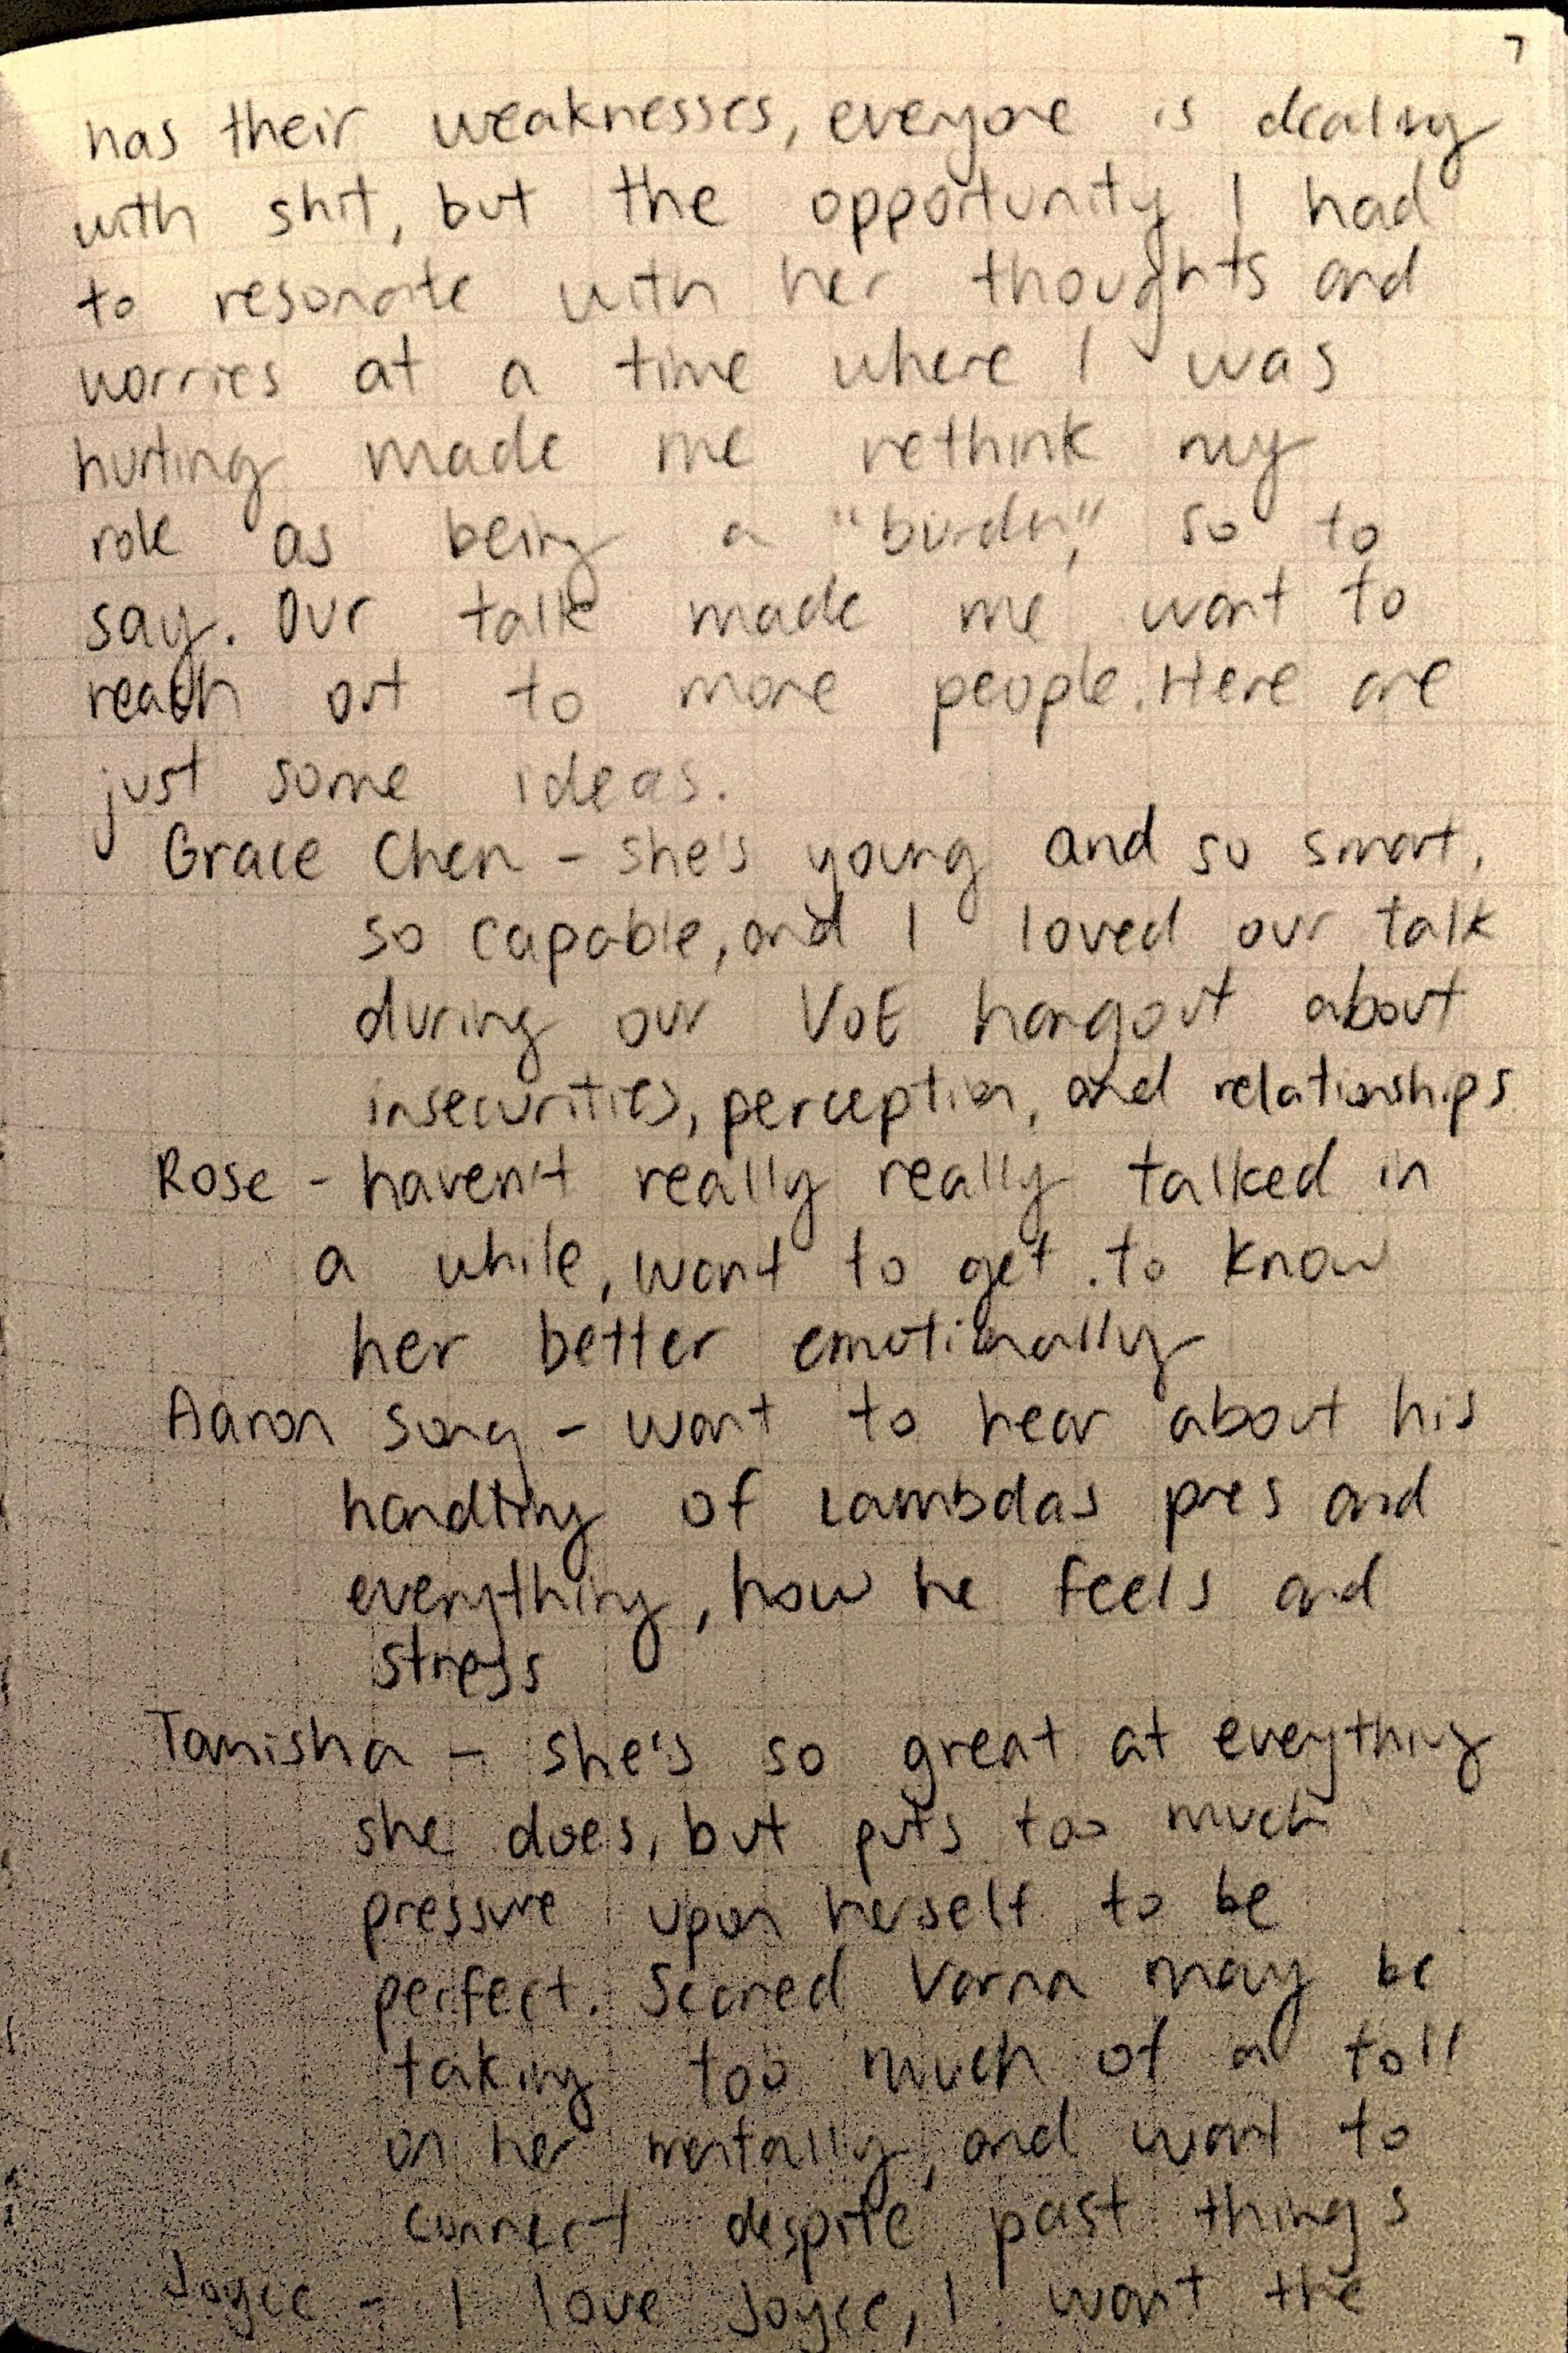 7
has their weaknesses, everyone is dealing
with shit, but the opportunity I had
to resonate with her thoughts and
worries at a time where I was
hurting made me rethink my
role as being a "burden," so to
say. Our talk made me want to
reach out to more people. Here are
just some ideas.
Grace Chen - she's young and so smart,
so capable, and I loved our talk
during our VoE hangout about
insecurities, perception, and relationships
Rose - haven't really really talked in
a while, want to get to know
her better emotionally
Aaron Song - want to hear about his
handling of Lambdas pres and
everything, how he feels and
stress
Tanisha - she's so great at everything
she does, but puts too much
pressure upon herself to be
perfect. Scared Varna may be
taking too much of a toll
on her mentally, and want to
connect despite past things
Joyce - I love Joyce, I want the